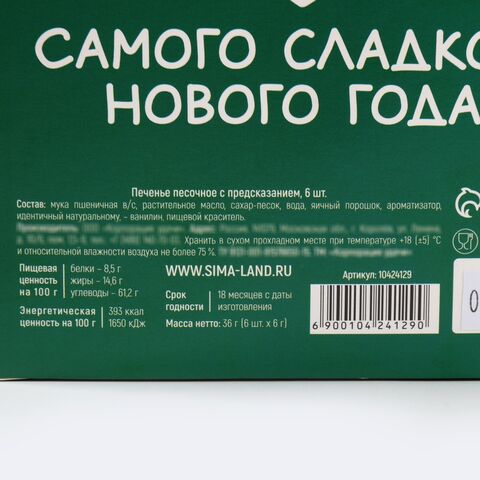 САМОГО СЛАДКО
НОВОГО ГОДА
Печенье песочное с предсказанием, 6 шт.
Состав: мука пшеничная в/с, растительное масло, сахар-песок, вода, яичный порошок, ароматизатор,
идентичный натуральному, - ванилин, пищевой краситель.
Хранить в сухом прохладном месте при температуре +18 (±5) °С
и относительной влажности воздуха не более 75 %.
Пищевая
ценность
на 100 г
белки – 8,5 г
жиры – 14,6 г
углеводы – 61,2 г
Энергетическая
ценность на 100 г
393 ккал
1650 кДж
WWW.SIMA-LAND.RU
Срок
годности
18 месяцев с даты
изготовления
Масса нетто: 36 г (6 шт. х 6 г)
Артикул: 10424129
6 900104 241290
0